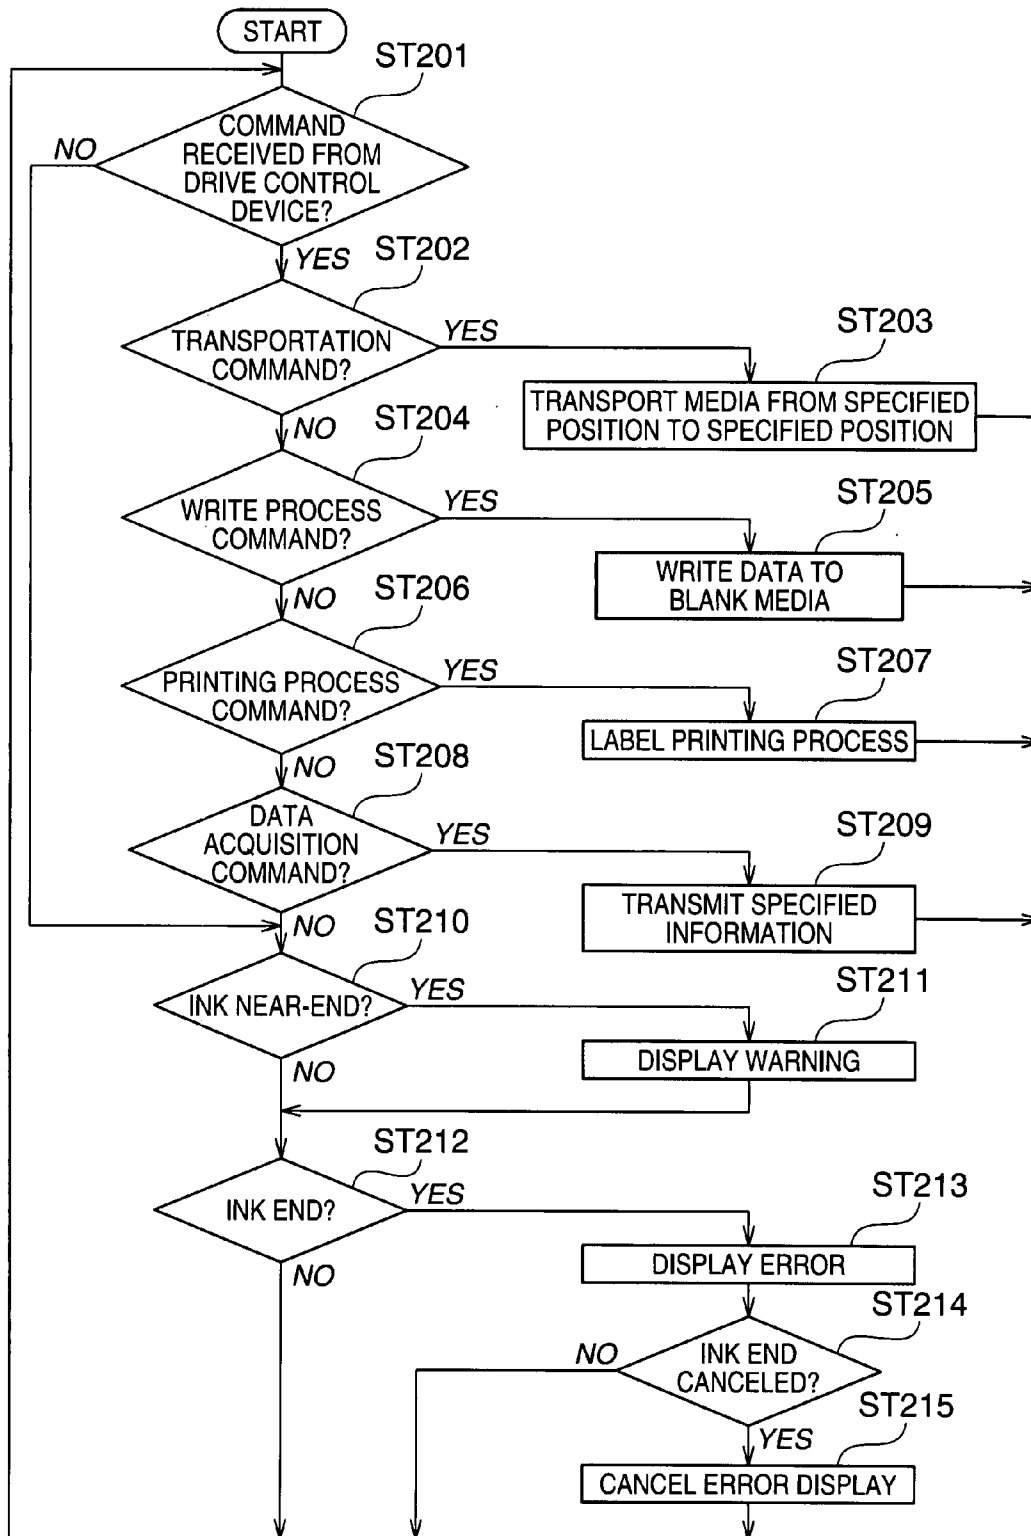 START
ST201
COMMAND
RECEIVED FROM
DRIVE CONTROL
DEVICE?
NO
YES
ST202
TRANSPORTATION
COMMAND?
YES
ST203
TRANSPORT MEDIA FROM SPECIFIED
POSITION TO SPECIFIED POSITION
NO
ST204
WRITE PROCESS
COMMAND?
YES
ST205
WRITE DATA TO
BLANK MEDIA
NO
ST206
PRINTING PROCESS
COMMAND?
YES
ST207
LABEL PRINTING PROCESS
NO
ST208
DATA
ACQUISITION
COMMAND?
YES
ST209
TRANSMIT SPECIFIED
INFORMATION
NO
ST210
INK NEAR-END?
YES
ST211
DISPLAY WARNING
NO
ST212
INK END?
YES
ST213
DISPLAY ERROR
NO
ST214
INK END
CANCELED?
NO
YES
ST215
CANCEL ERROR DISPLAY